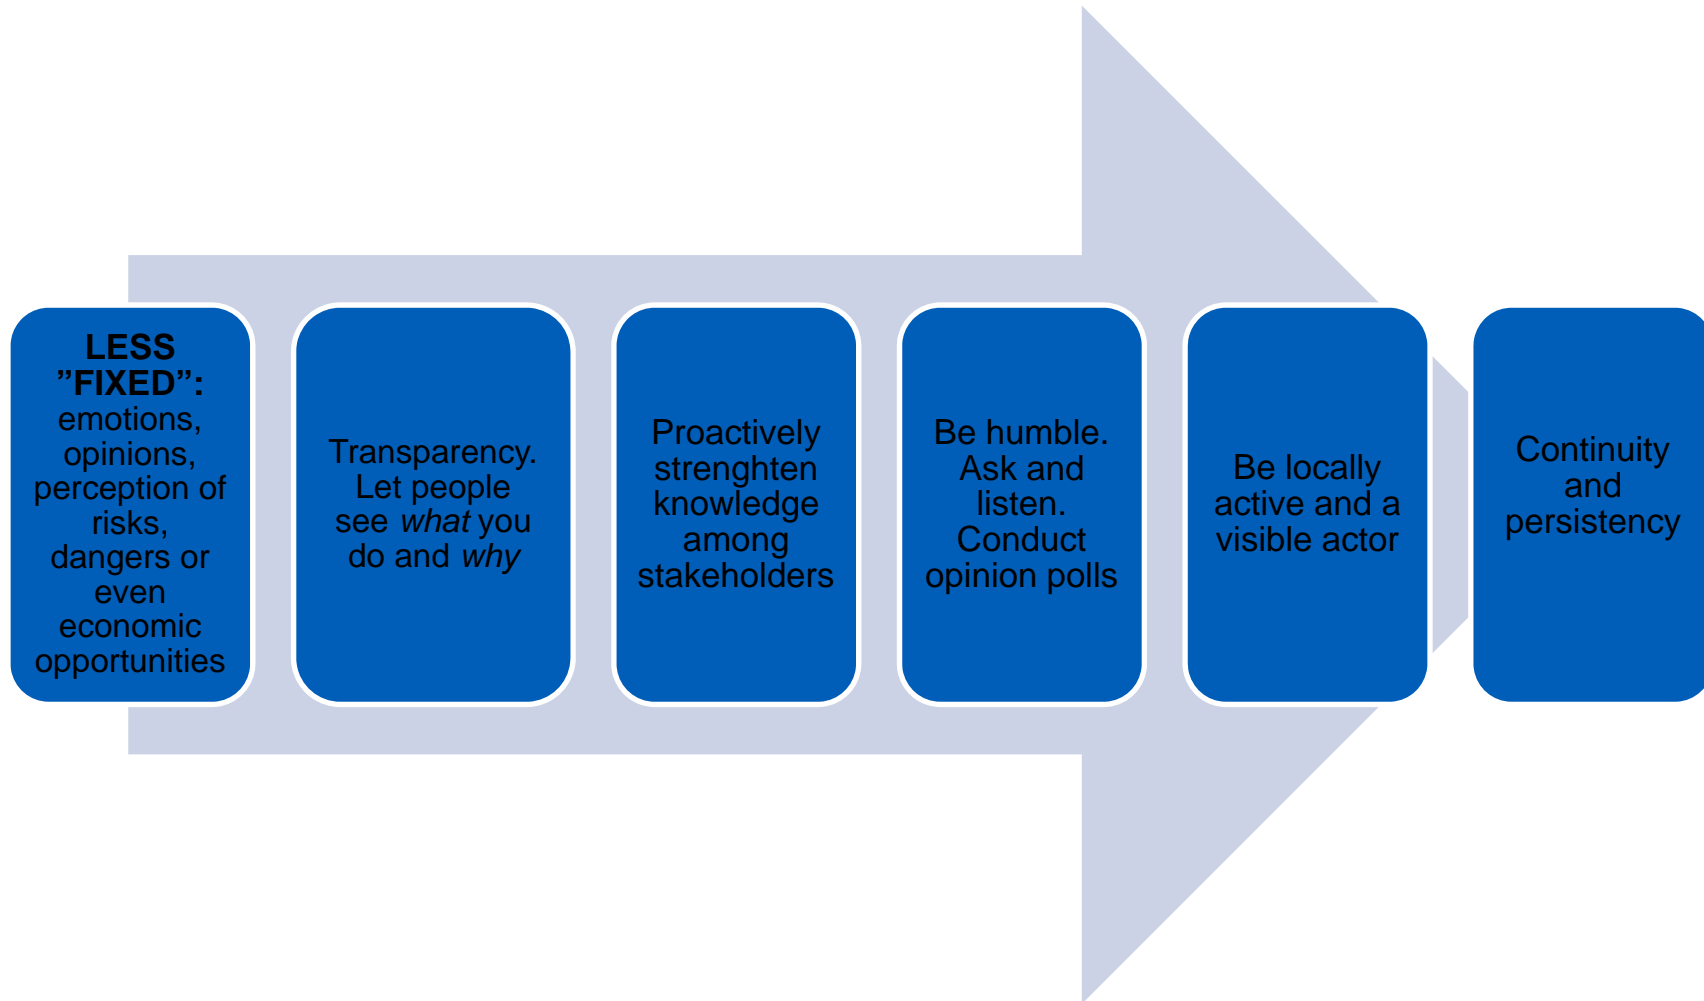 LESS
”FIXED”:
emotions,
opinions,
perception of
risks,
dangers or
even
economic
opportunities
Transparency.
Let people
see what you
do and why
Proactively
strenghten
knowledge
among
stakeholders
Be humble.
Ask and
listen.
Conduct
opinion polls
Be locally
active and a
visible actor
Continuity
and
persistency